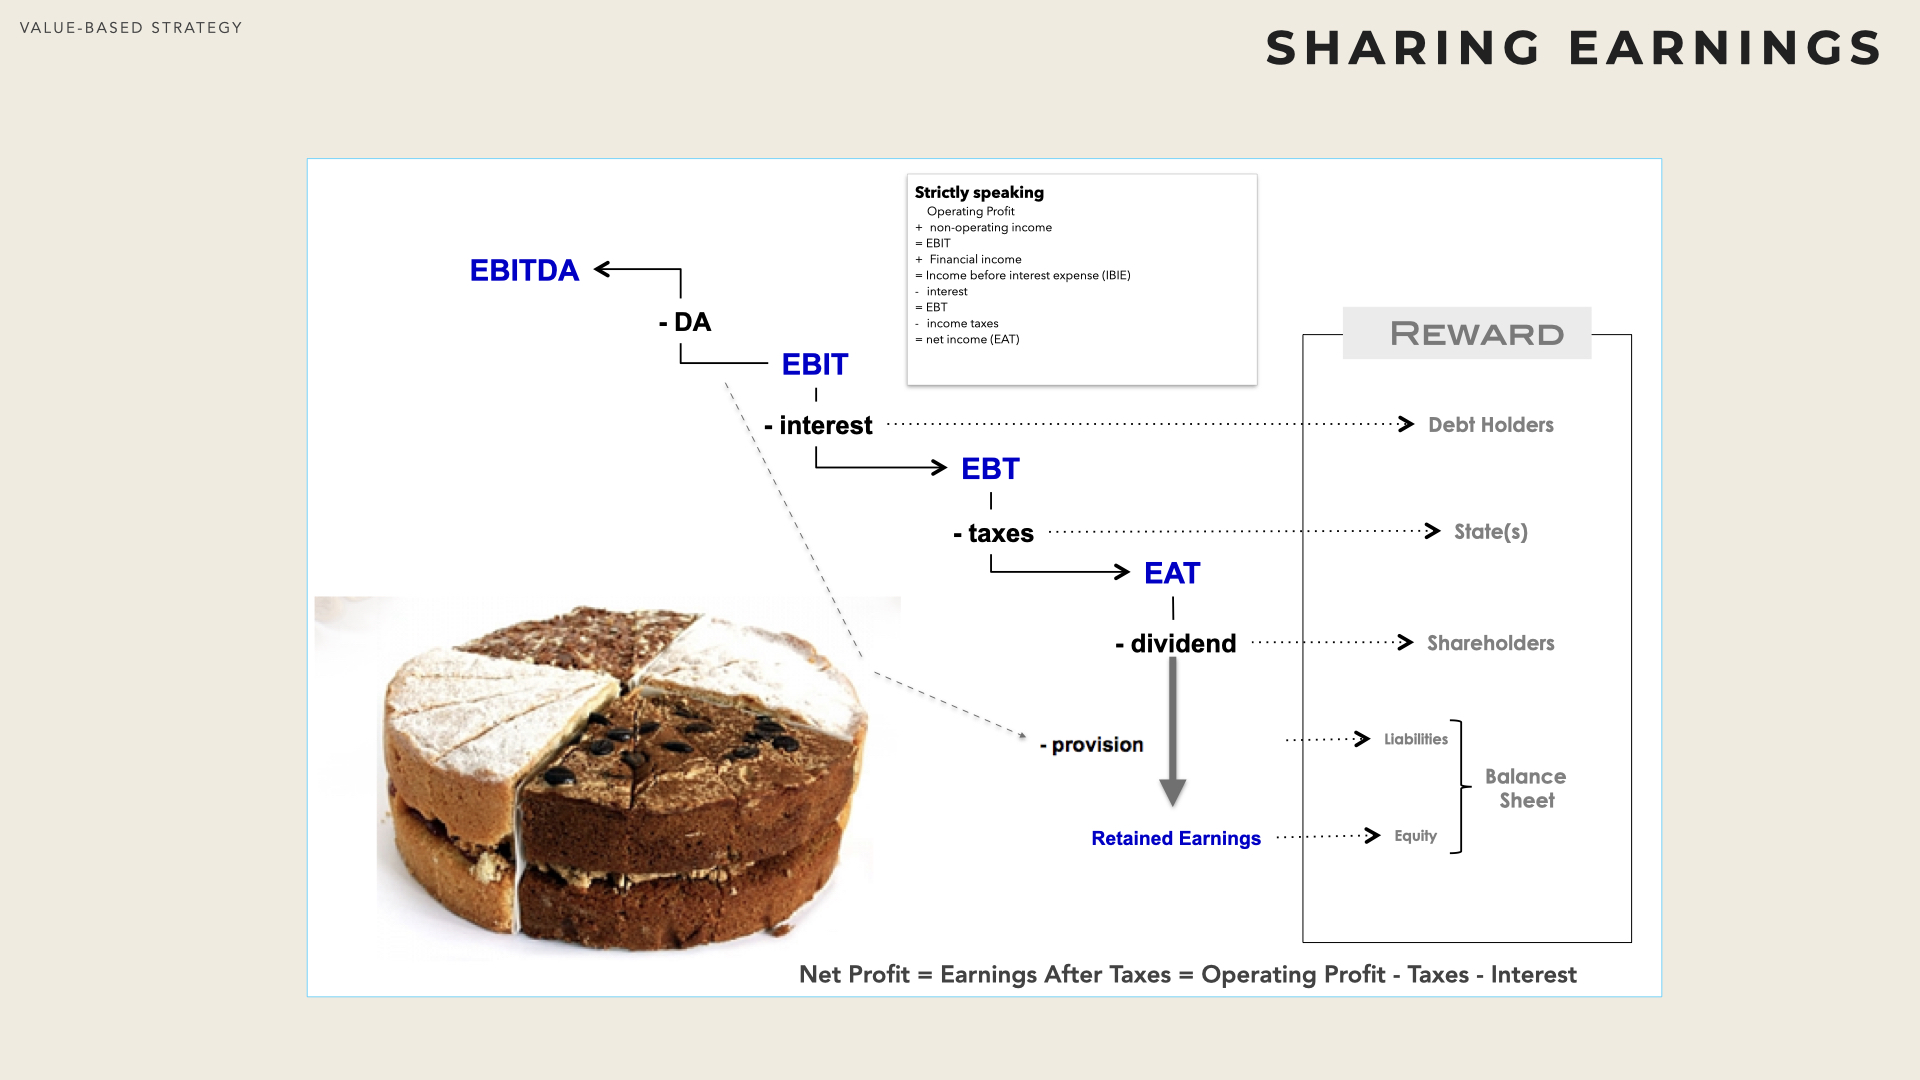 VALUE-BASED STRATEGY
SHARING EARNINGS
Strictly speaking
Operating Profit
+ non-operating income
= EBIT
+ Financial income
= Income before interest expense (IBIE)
- interest
= EBT
- income taxes
= net income (EAT)
EBITDA
- DA
EBIT
- interest
EBT
- taxes
EAT
- dividend
- provision
Retained Earnings
REWARD
Debt Holders
State(s)
Shareholders
Liabilities
Balance
Sheet
Equity
Net Profit = Earnings After Taxes = Operating Profit - Taxes - Interest